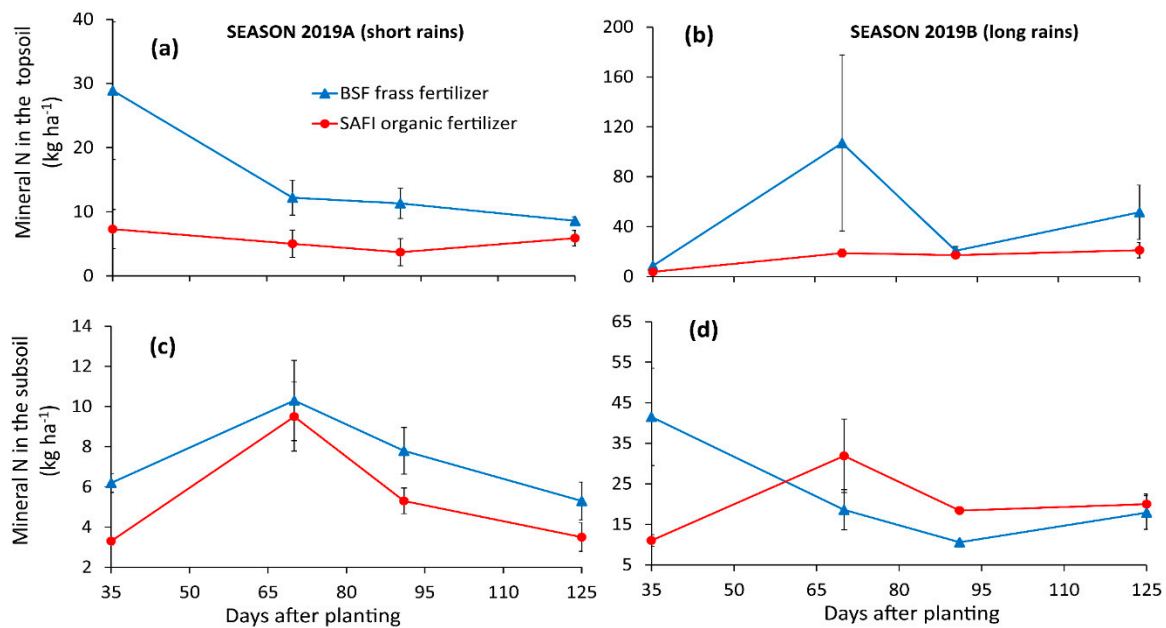 SEASON 2019A (short rains)
SEASON 2019B (long rains)
Mineral N in the topsoil
(kg ha⁻¹)
40
30
20
10
0
(a)
BSF frass fertilizer
SAFI organic fertilizer
200
160
120
80
40
0
(b)
Mineral N in the subsoil
(kg ha⁻¹)
14
12
10
8
6
4
2
(c)
35 50 65 80 95 110 125
Days after planting
65
55
45
35
25
15
5
(d)
35 50 65 80 95 110 125
Days after planting